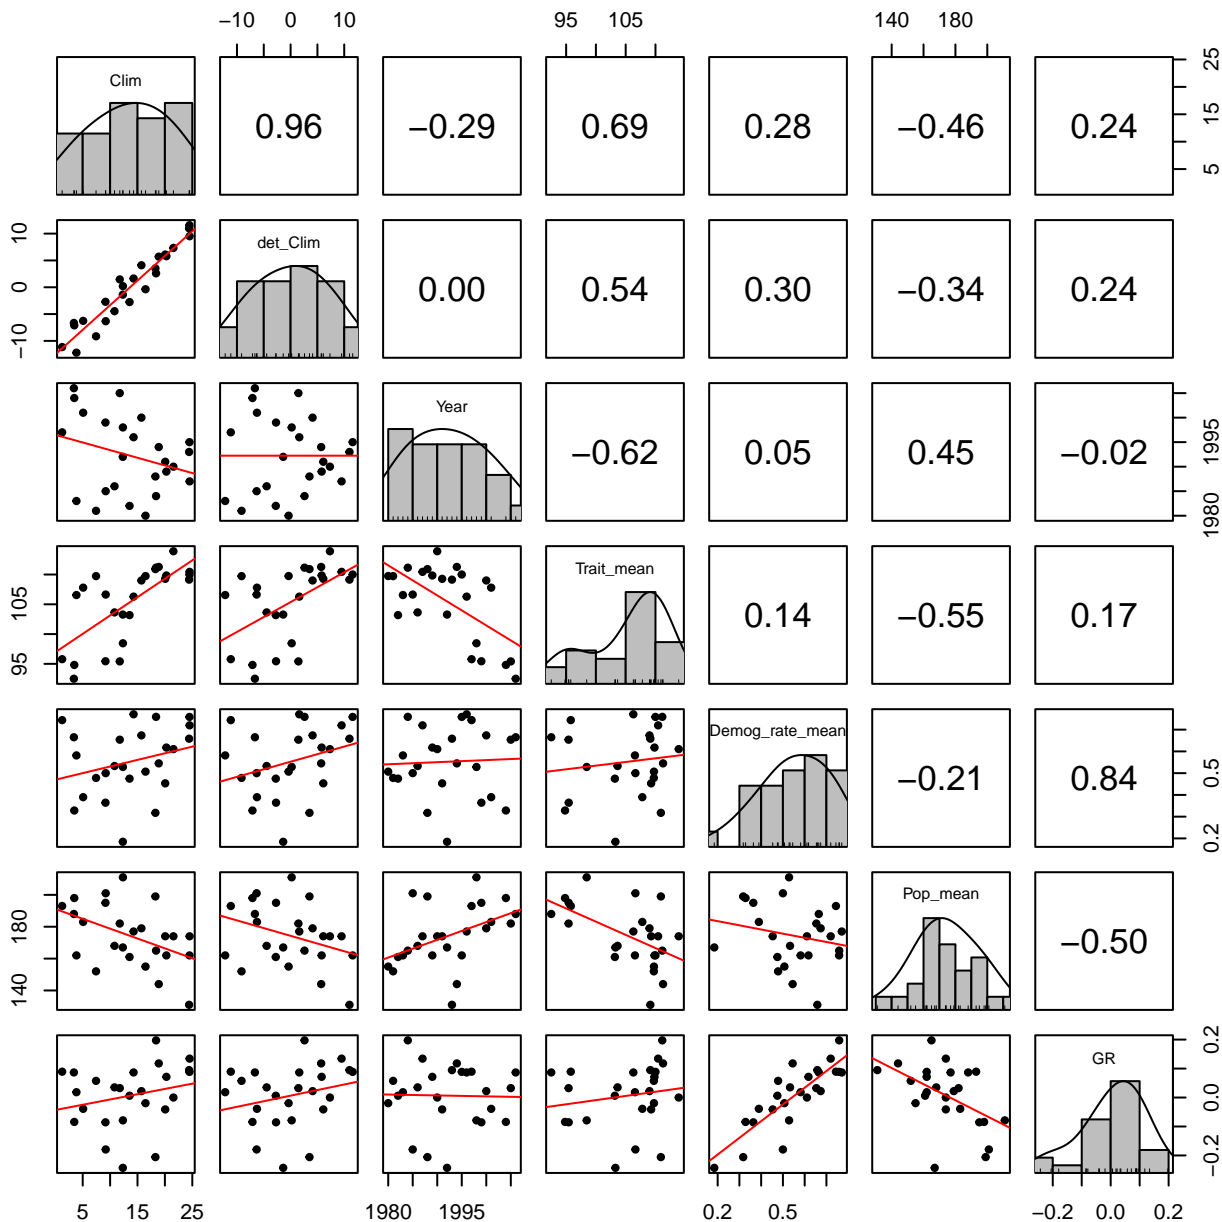 −10 0 10 95 105 140 180
Clim 0.96 −0.29 0.69 0.28 −0.46 0.24 5 15 25
−10 0 10 det_Clim 0.00 0.54 0.30 −0.34 0.24
Year −0.62 0.05 0.45 −0.02 1980 1995
95 105 Trait_mean 0.14 −0.55 0.17
Demog_rate_mean −0.21 0.84 0.2 0.5
140 180 Pop_mean −0.50
GR −0.2 0.0 0.2
5 15 25 1980 1995 0.2 0.5 −0.2 0.0 0.2